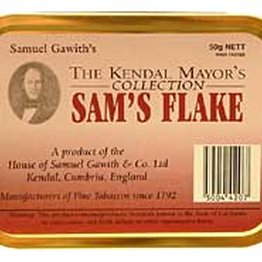 Samuel Gawith's
50g NETT
THE KENDAL MAYOR'S
COLLECTION
SAM'S FLAKE
A product of the
House of Samuel Gawith & Co. Ltd
Kendal, Cumbria, England
Manufacturers of Fine Tobacco since 1792